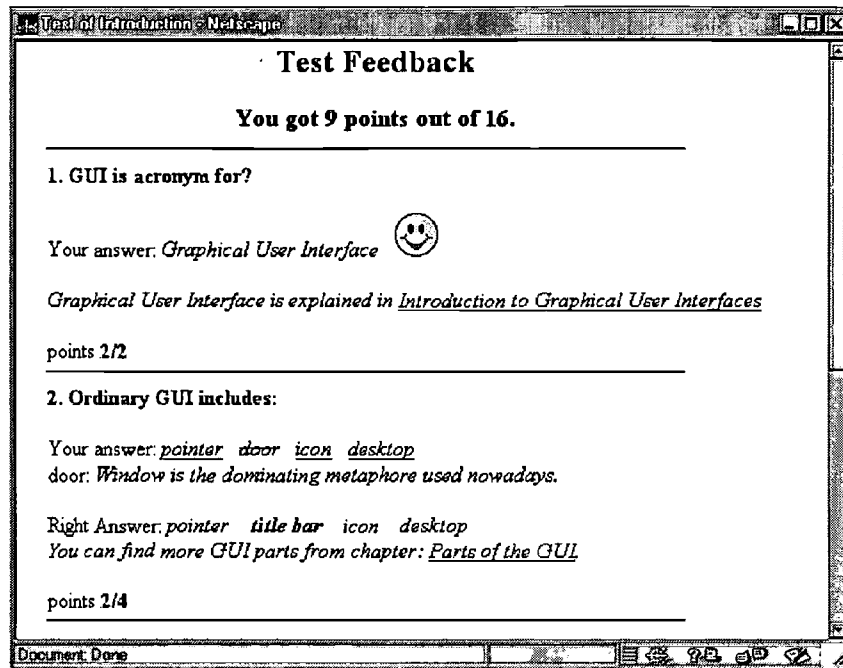 Test of Introduction - Netscape
Test Feedback
You got 9 points out of 16.
1. GUI is acronym for?
Your answer: Graphical User Interface
Graphical User Interface is explained in Introduction to Graphical User Interfaces
points 2/2
2. Ordinary GUI includes:
Your answer: pointer door icon desktop
door: Window is the dominating metaphore used nowadays.
Right Answer: pointer title bar icon desktop
You can find more GUI parts from chapter: Parts of the GUI
points 2/4
Document: Done